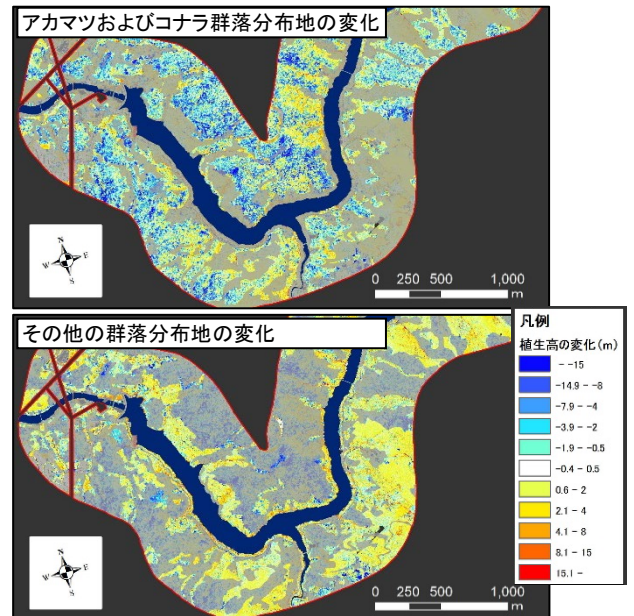 アカマツおよびコナラ群落分布地の変化
N
W
E
S
0 250 500 1,000
m
その他の群落分布地の変化
N
W
E
S
0 250 500 1,000
m
凡例
植生高の変化(m)
- -15
-14.9 - -8
-7.9 - -4
-3.9 - -2
-1.9 - -0.5
-0.4 - 0.5
0.6 - 2
2.1 - 4
4.1 - 8
8.1 - 15
15.1 -